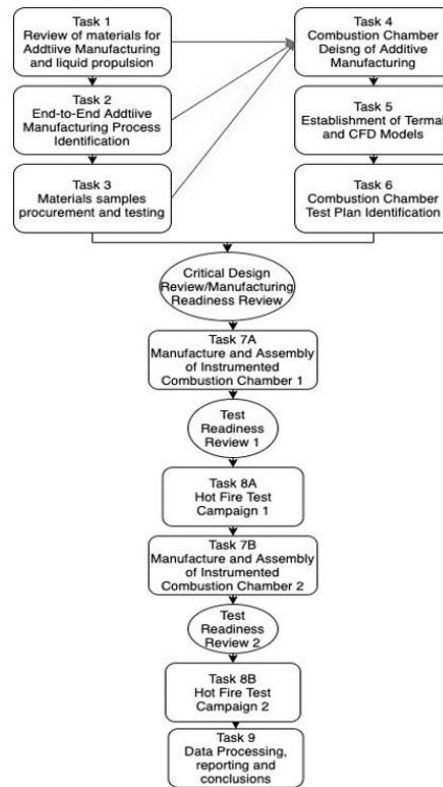 Task 1
Review of materials for
Addtiive Manufacturing
and liquid propulsion
Task 2
End-to-End Addtiive
Manufacturing Process
Identification
Task 3
Materials samples
procurement and testing
Task 4
Combustion Chamber
Deisng of Additive
Manufacturing
Task 5
Establishment of Termal
and CFD Models
Task 6
Combustion Chamber
Test Plan Identification
Critical Design
Review/Manufacturing
Readiness Review
Task 7A
Manufacture and Assembly
of Instrumented
Combustion Chamber 1
Test
Readiness
Review 1
Task 8A
Hot Fire Test
Campaign 1
Task 7B
Manufacture and Assembly
of Instrumented
Combustion Chamber 2
Test
Readiness
Review 2
Task 8B
Hot Fire Test
Campaign 2
Task 9
Data Processing,
reporting and
conclusions